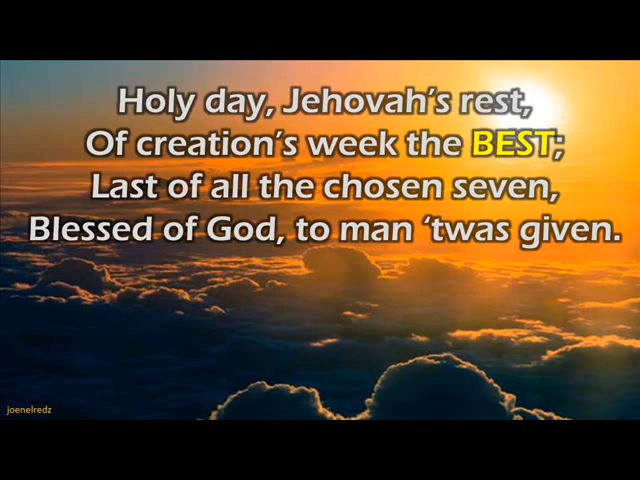 Holy day, Jehovah’s rest,
Of creation’s week the BEST;
Last of all the chosen seven,
Blessed of God, to man ‘twas given.
joenelredz